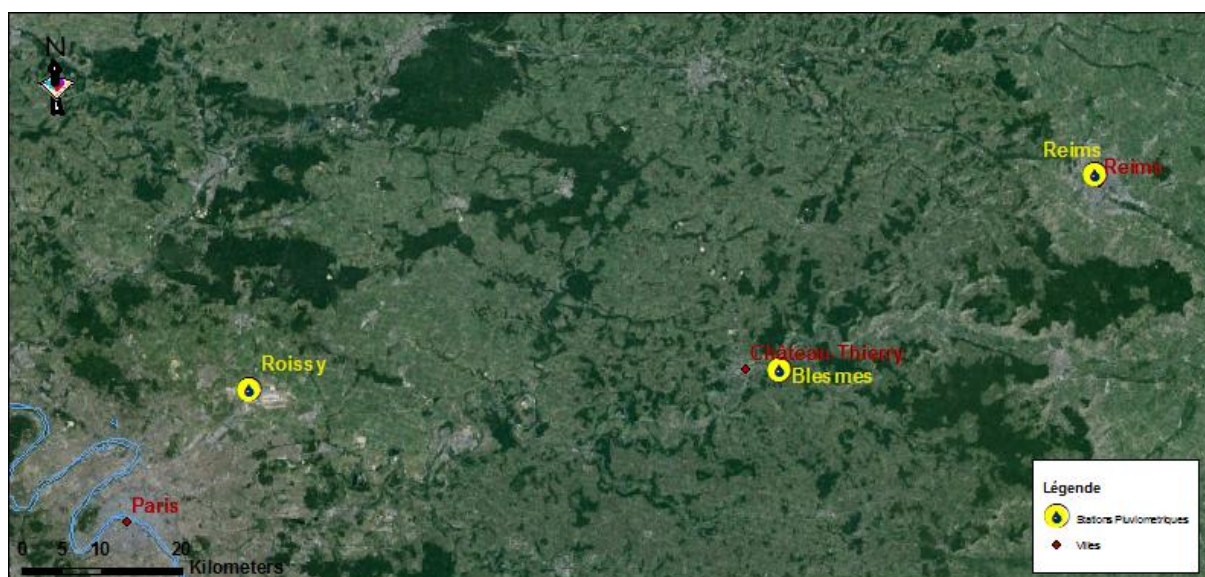 N
Reims
Reims
Château-Thierry
Roissy
Blesmes
Paris
0 5 10 20
Kilometers
Légende
Stations Pluviometriques
Villes